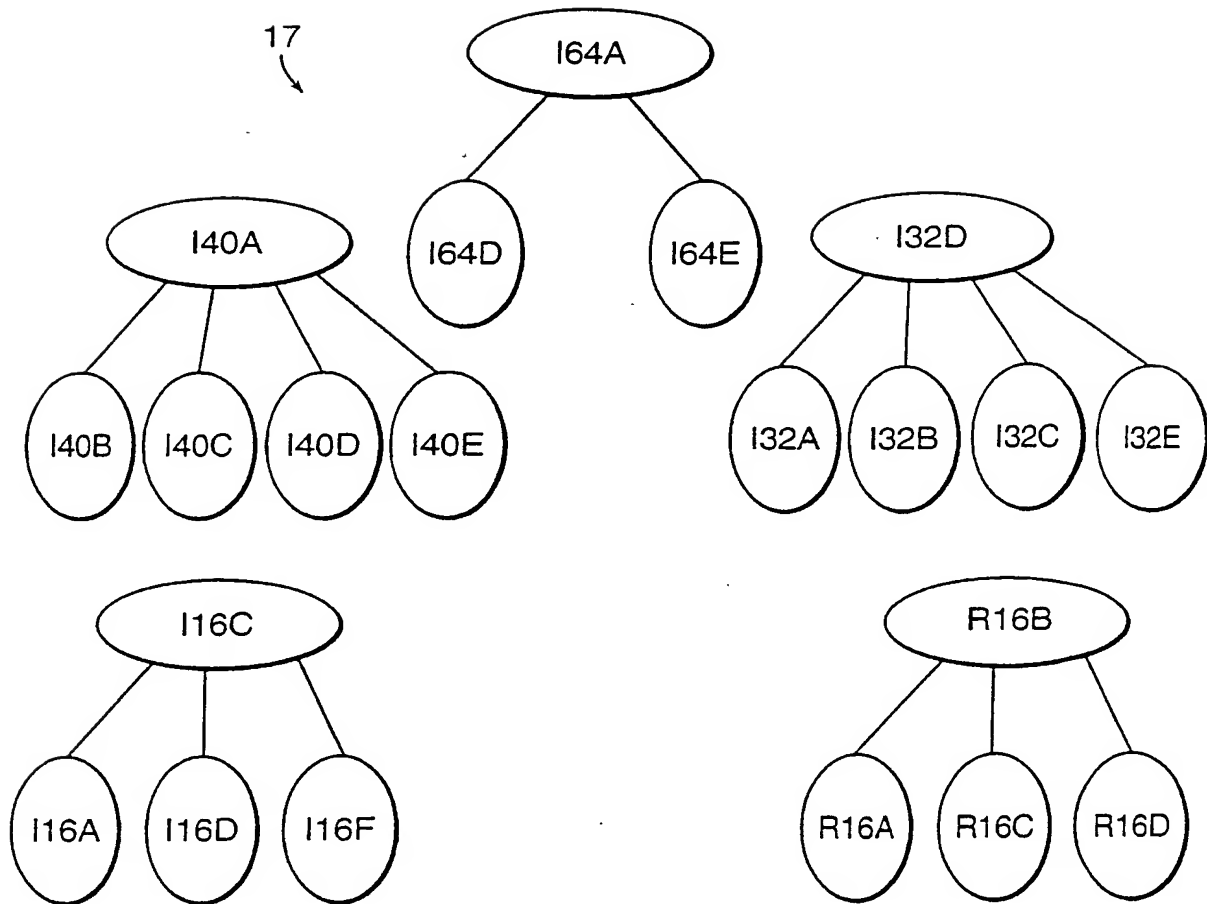 17
I64A
I40A
I64D
I64E
I32D
I40B
I40C
I40D
I40E
I32A
I32B
I32C
I32E
I16C
R16B
I16A
I16D
I16F
R16A
R16C
R16D